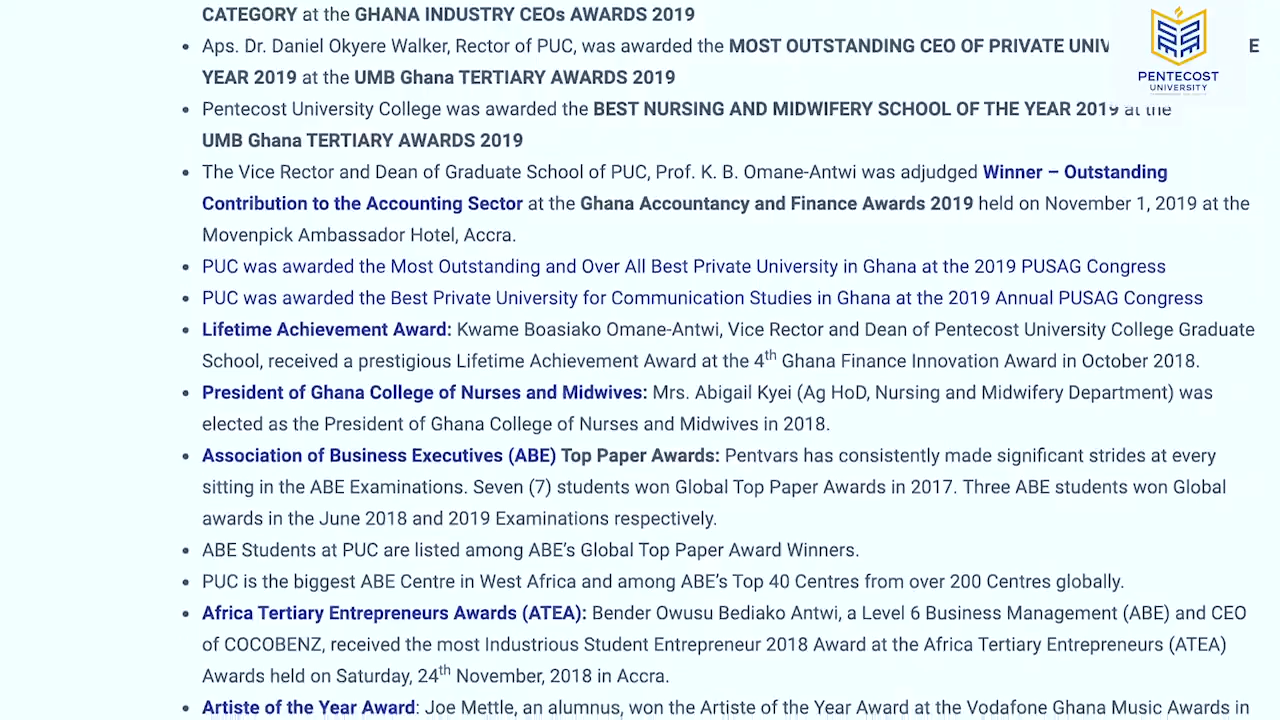 CATEGORY at the GHANA INDUSTRY CEOs AWARDS 2019
Aps. Dr. Daniel Okyere Walker, Rector of PUC, was awarded the MOST OUTSTANDING CEO OF PRIVATE UNIV E
YEAR 2019 at the UMB Ghana TERTIARY AWARDS 2019
PENTECOST
UNIVERSITY
Pentecost University College was awarded the BEST NURSING AND MIDWIFERY SCHOOL OF THE YEAR 2019 at the
UMB Ghana TERTIARY AWARDS 2019
The Vice Rector and Dean of Graduate School of PUC, Prof. K. B. Omane-Antwi was adjudged Winner – Outstanding
Contribution to the Accounting Sector at the Ghana Accountancy and Finance Awards 2019 held on November 1, 2019 at the
Movenpick Ambassador Hotel, Accra.
PUC was awarded the Most Outstanding and Over All Best Private University in Ghana at the 2019 PUSAG Congress
PUC was awarded the Best Private University for Communication Studies in Ghana at the 2019 Annual PUSAG Congress
Lifetime Achievement Award: Kwame Boasiako Omane-Antwi, Vice Rector and Dean of Pentecost University College Graduate
School, received a prestigious Lifetime Achievement Award at the 4th Ghana Finance Innovation Award in October 2018.
President of Ghana College of Nurses and Midwives: Mrs. Abigail Kyei (Ag HoD, Nursing and Midwifery Department) was
elected as the President of Ghana College of Nurses and Midwives in 2018.
Association of Business Executives (ABE) Top Paper Awards: Pentvars has consistently made significant strides at every
sitting in the ABE Examinations. Seven (7) students won Global Top Paper Awards in 2017. Three ABE students won Global
awards in the June 2018 and 2019 Examinations respectively.
ABE Students at PUC are listed among ABE’s Global Top Paper Award Winners.
PUC is the biggest ABE Centre in West Africa and among ABE’s Top 40 Centres from over 200 Centres globally.
Africa Tertiary Entrepreneurs Awards (ATEA): Bender Owusu Bediako Antwi, a Level 6 Business Management (ABE) and CEO
of COCOBENZ, received the most Industrious Student Entrepreneur 2018 Award at the Africa Tertiary Entrepreneurs (ATEA)
Awards held on Saturday, 24th November, 2018 in Accra.
Artiste of the Year Award: Joe Mettle, an alumnus, won the Artiste of the Year Award at the Vodafone Ghana Music Awards in